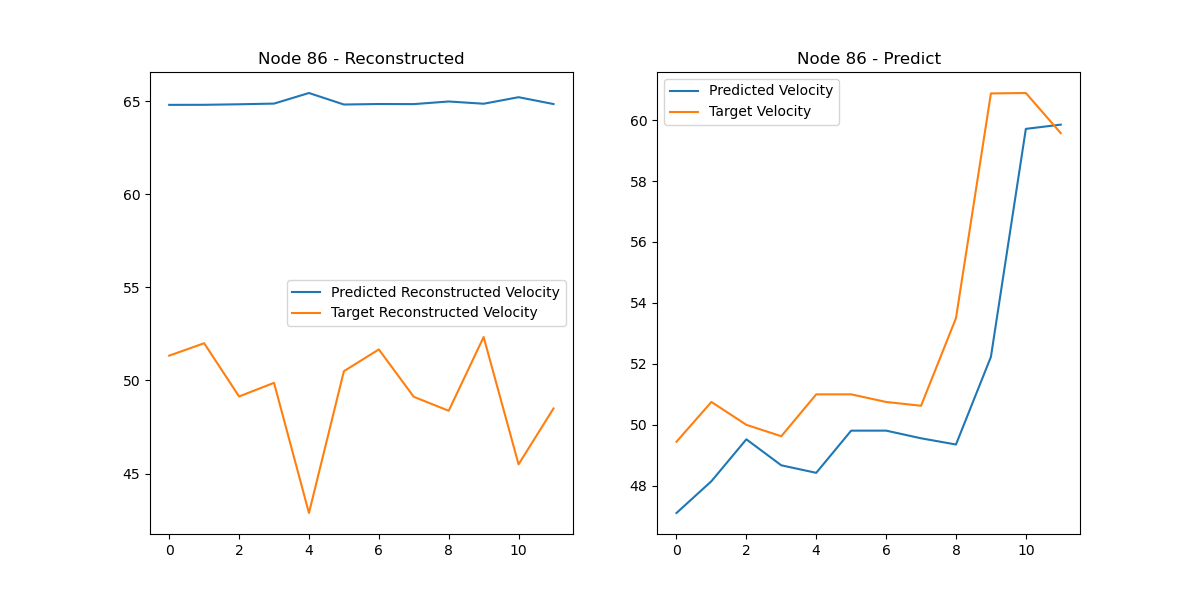 Node 86 - Reconstructed
65
60
55
50
45
Predicted Reconstructed Velocity
Target Reconstructed Velocity
0 2 4 6 8 10
Node 86 - Predict
Predicted Velocity
Target Velocity
60
58
56
54
52
50
48
0 2 4 6 8 10